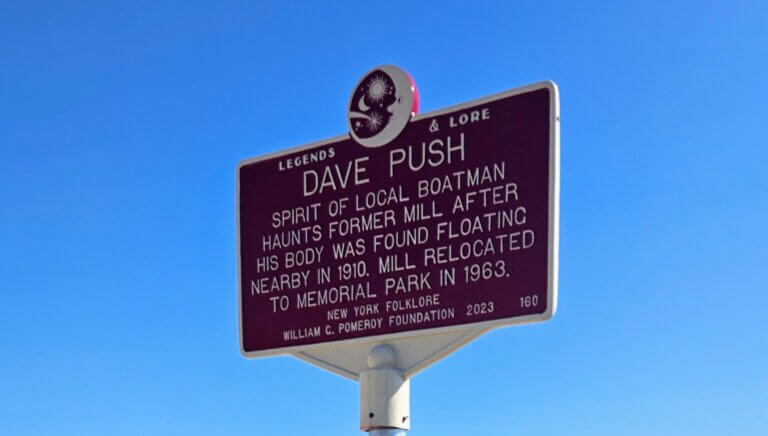 LEGENDS & LORE
DAVE PUSH
SPIRIT OF LOCAL BOATMAN
HAUNTS FORMER MILL AFTER
HIS BODY WAS FOUND FLOATING
NEARBY IN 1910. MILL RELOCATED
TO MEMORIAL PARK IN 1963.
NEW YORK FOLKLORE
WILLIAM G. POMEROY FOUNDATION 2023 160